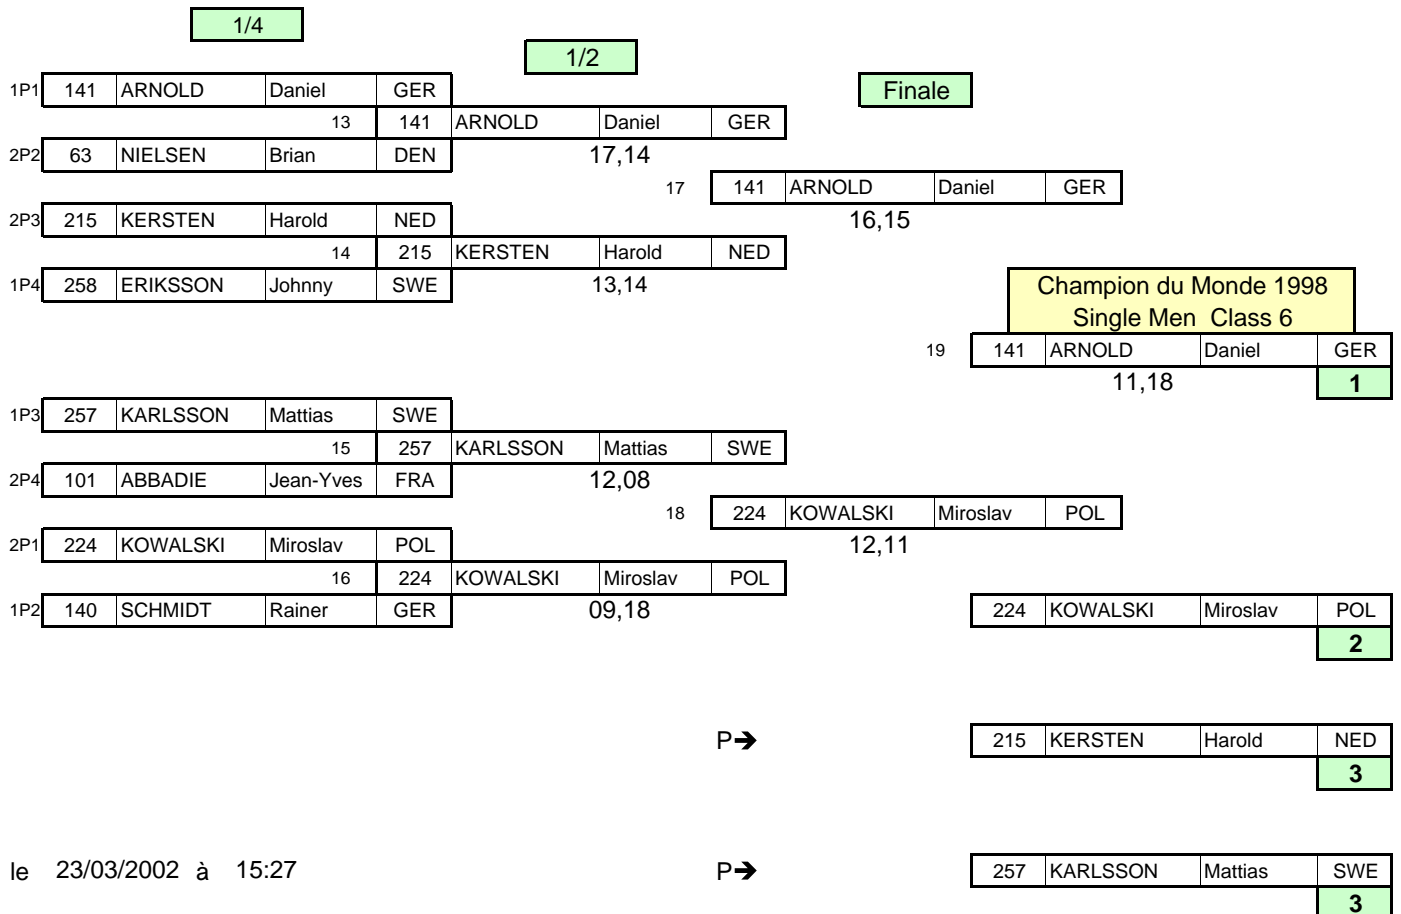 1/4
1/2
1P1 141 ARNOLD Daniel GER
Finale
13 141 ARNOLD Daniel GER
2P2 63 NIELSEN Brian DEN 17,14
17 141 ARNOLD Daniel GER
2P3 215 KERSTEN Harold NED 16,15
14 215 KERSTEN Harold NED
1P4 258 ERIKSSON Johnny SWE 13,14
Champion du Monde 1998
Single Men Class 6
19 141 ARNOLD Daniel GER
11,18 1
1P3 257 KARLSSON Mattias SWE
15 257 KARLSSON Mattias SWE
2P4 101 ABBADIE Jean-Yves FRA 12,08
18 224 KOWALSKI Miroslav POL
2P1 224 KOWALSKI Miroslav POL 12,11
16 224 KOWALSKI Miroslav POL
1P2 140 SCHMIDT Rainer GER 09,18
224 KOWALSKI Miroslav POL
2
P➔ 215 KERSTEN Harold NED
3
le 23/03/2002 à 15:27
P➔ 257 KARLSSON Mattias SWE
3